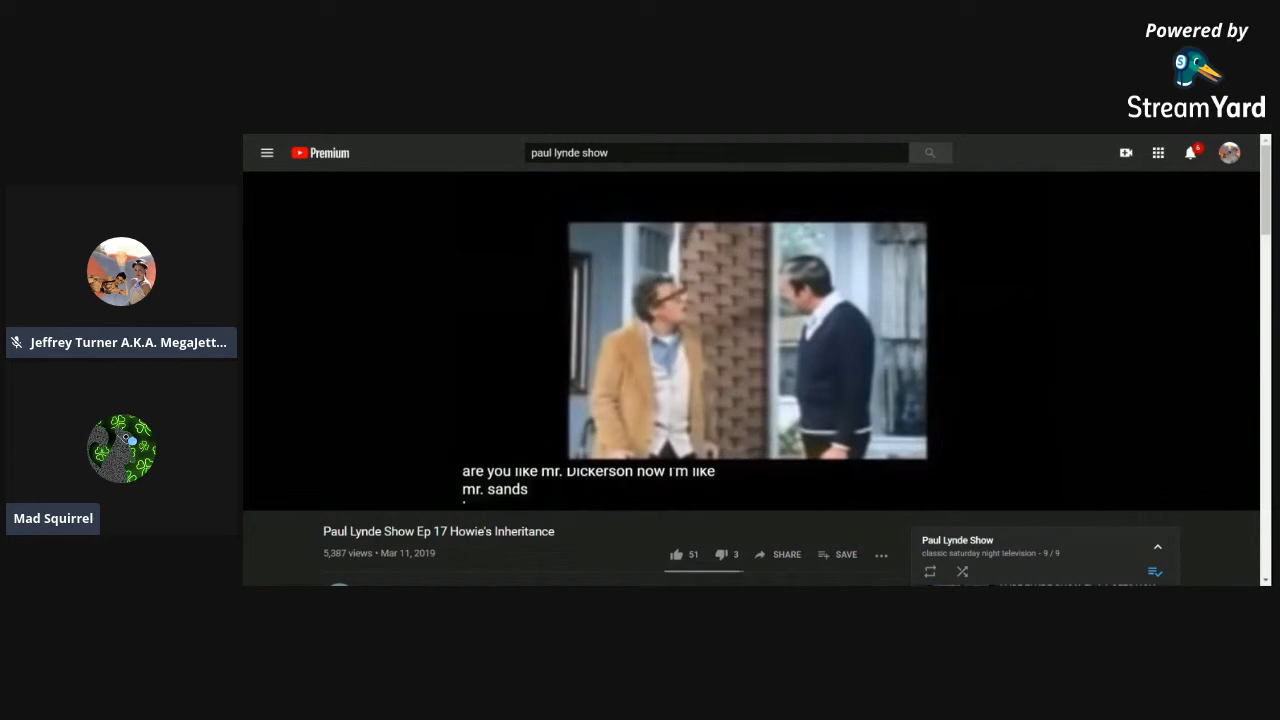 Powered by
StreamYard
Premium
paul lynde show
6
Jeffrey Turner A.K.A. MegaJett...
Mad Squirrel
are you like mr. Dickerson now I'm like
mr. sands
Paul Lynde Show Ep 17 Howie's Inheritance
5,387 views • Mar 11, 2019
51
3
SHARE
SAVE
Paul Lynde Show
classic saturday night television - 9 / 9